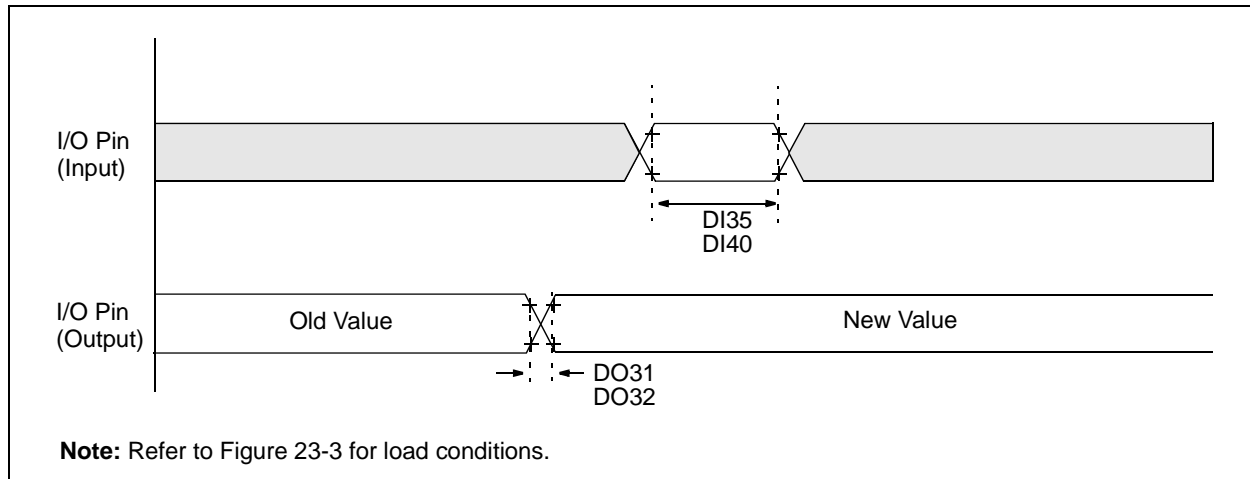 I/O Pin
(Input)
DI35
DI40
I/O Pin
(Output)
Old Value
New Value
DO31
DO32
Note: Refer to Figure 23-3 for load conditions.